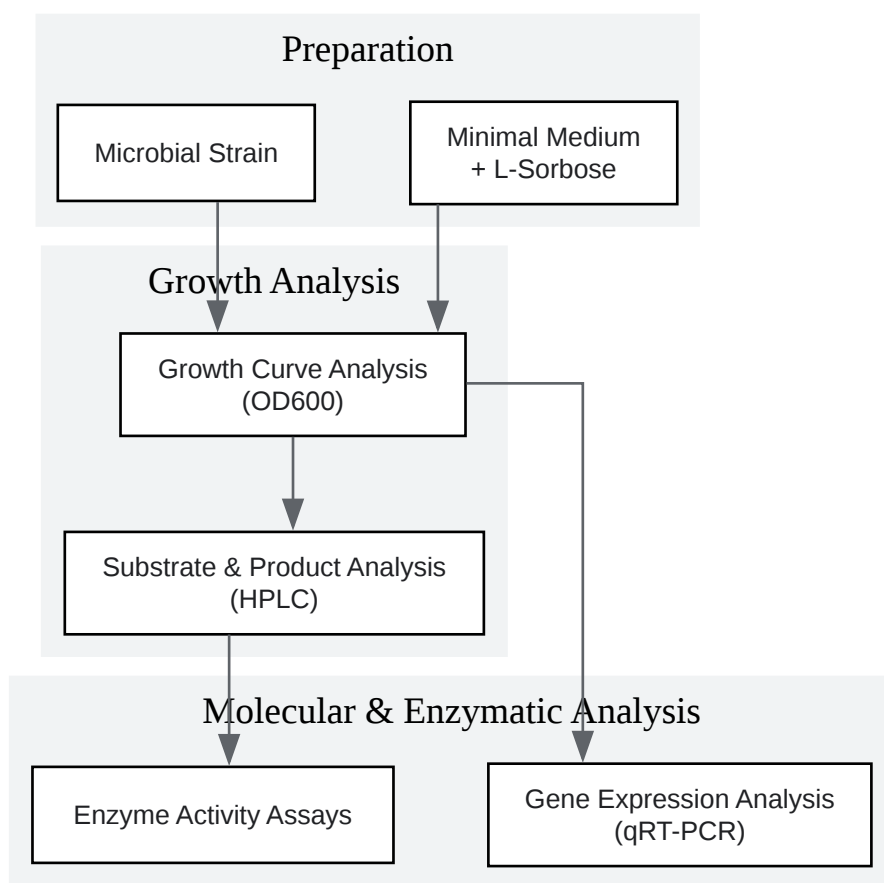 Preparation
Microbial Strain
Minimal Medium
+ L-Sorbose
Growth Analysis
Growth Curve Analysis
(OD600)
Substrate & Product Analysis
(HPLC)
Molecular & Enzymatic Analysis
Enzyme Activity Assays
Gene Expression Analysis
(qRT-PCR)